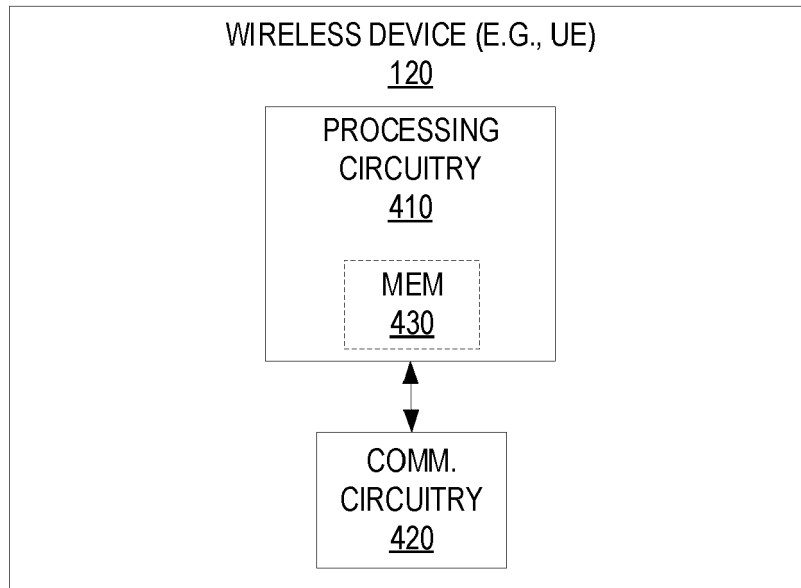 WIRELESS DEVICE (E.G., UE)
120
PROCESSING
CIRCUITRY
410
MEM
430
COMM.
CIRCUITRY
420